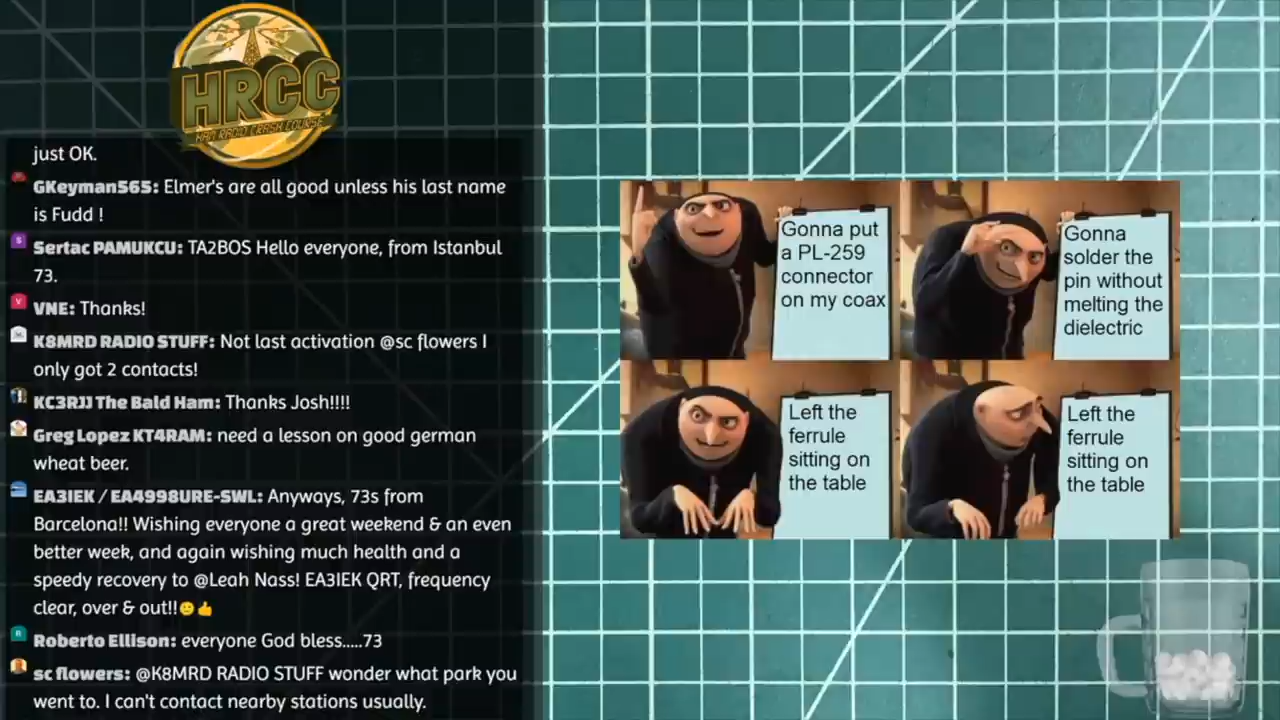 HRCC
HAM RADIO CRASH COURSE
just OK.
GKeyman565: Elmer's are all good unless his last name
is Fudd !
Sertac PAMUKCU: TA2BOS Hello everyone, from Istanbul
73.
VNE: Thanks!
K8MRD RADIO STUFF: Not last activation @sc flowers I
only got 2 contacts!
KC3RJJ The Bald Ham: Thanks Josh!!!!
Greg Lopez KT4RAM: need a lesson on good german
wheat beer.
EA3IEK / EA4998URE-SWL: Anyways, 73s from
Barcelona!! Wishing everyone a great weekend & an even
better week, and again wishing much health and a
speedy recovery to @Leah Nass! EA3IEK QRT, frequency
clear, over & out!!🙂👍
Roberto Ellison: everyone God bless.....73
sc flowers: @K8MRD RADIO STUFF wonder what park you
went to. I can't contact nearby stations usually.
Gonna put
a PL-259
connector
on my coax
Gonna
solder the
pin without
melting the
dielectric
Left the
ferrule
sitting on
the table
Left the
ferrule
sitting on
the table